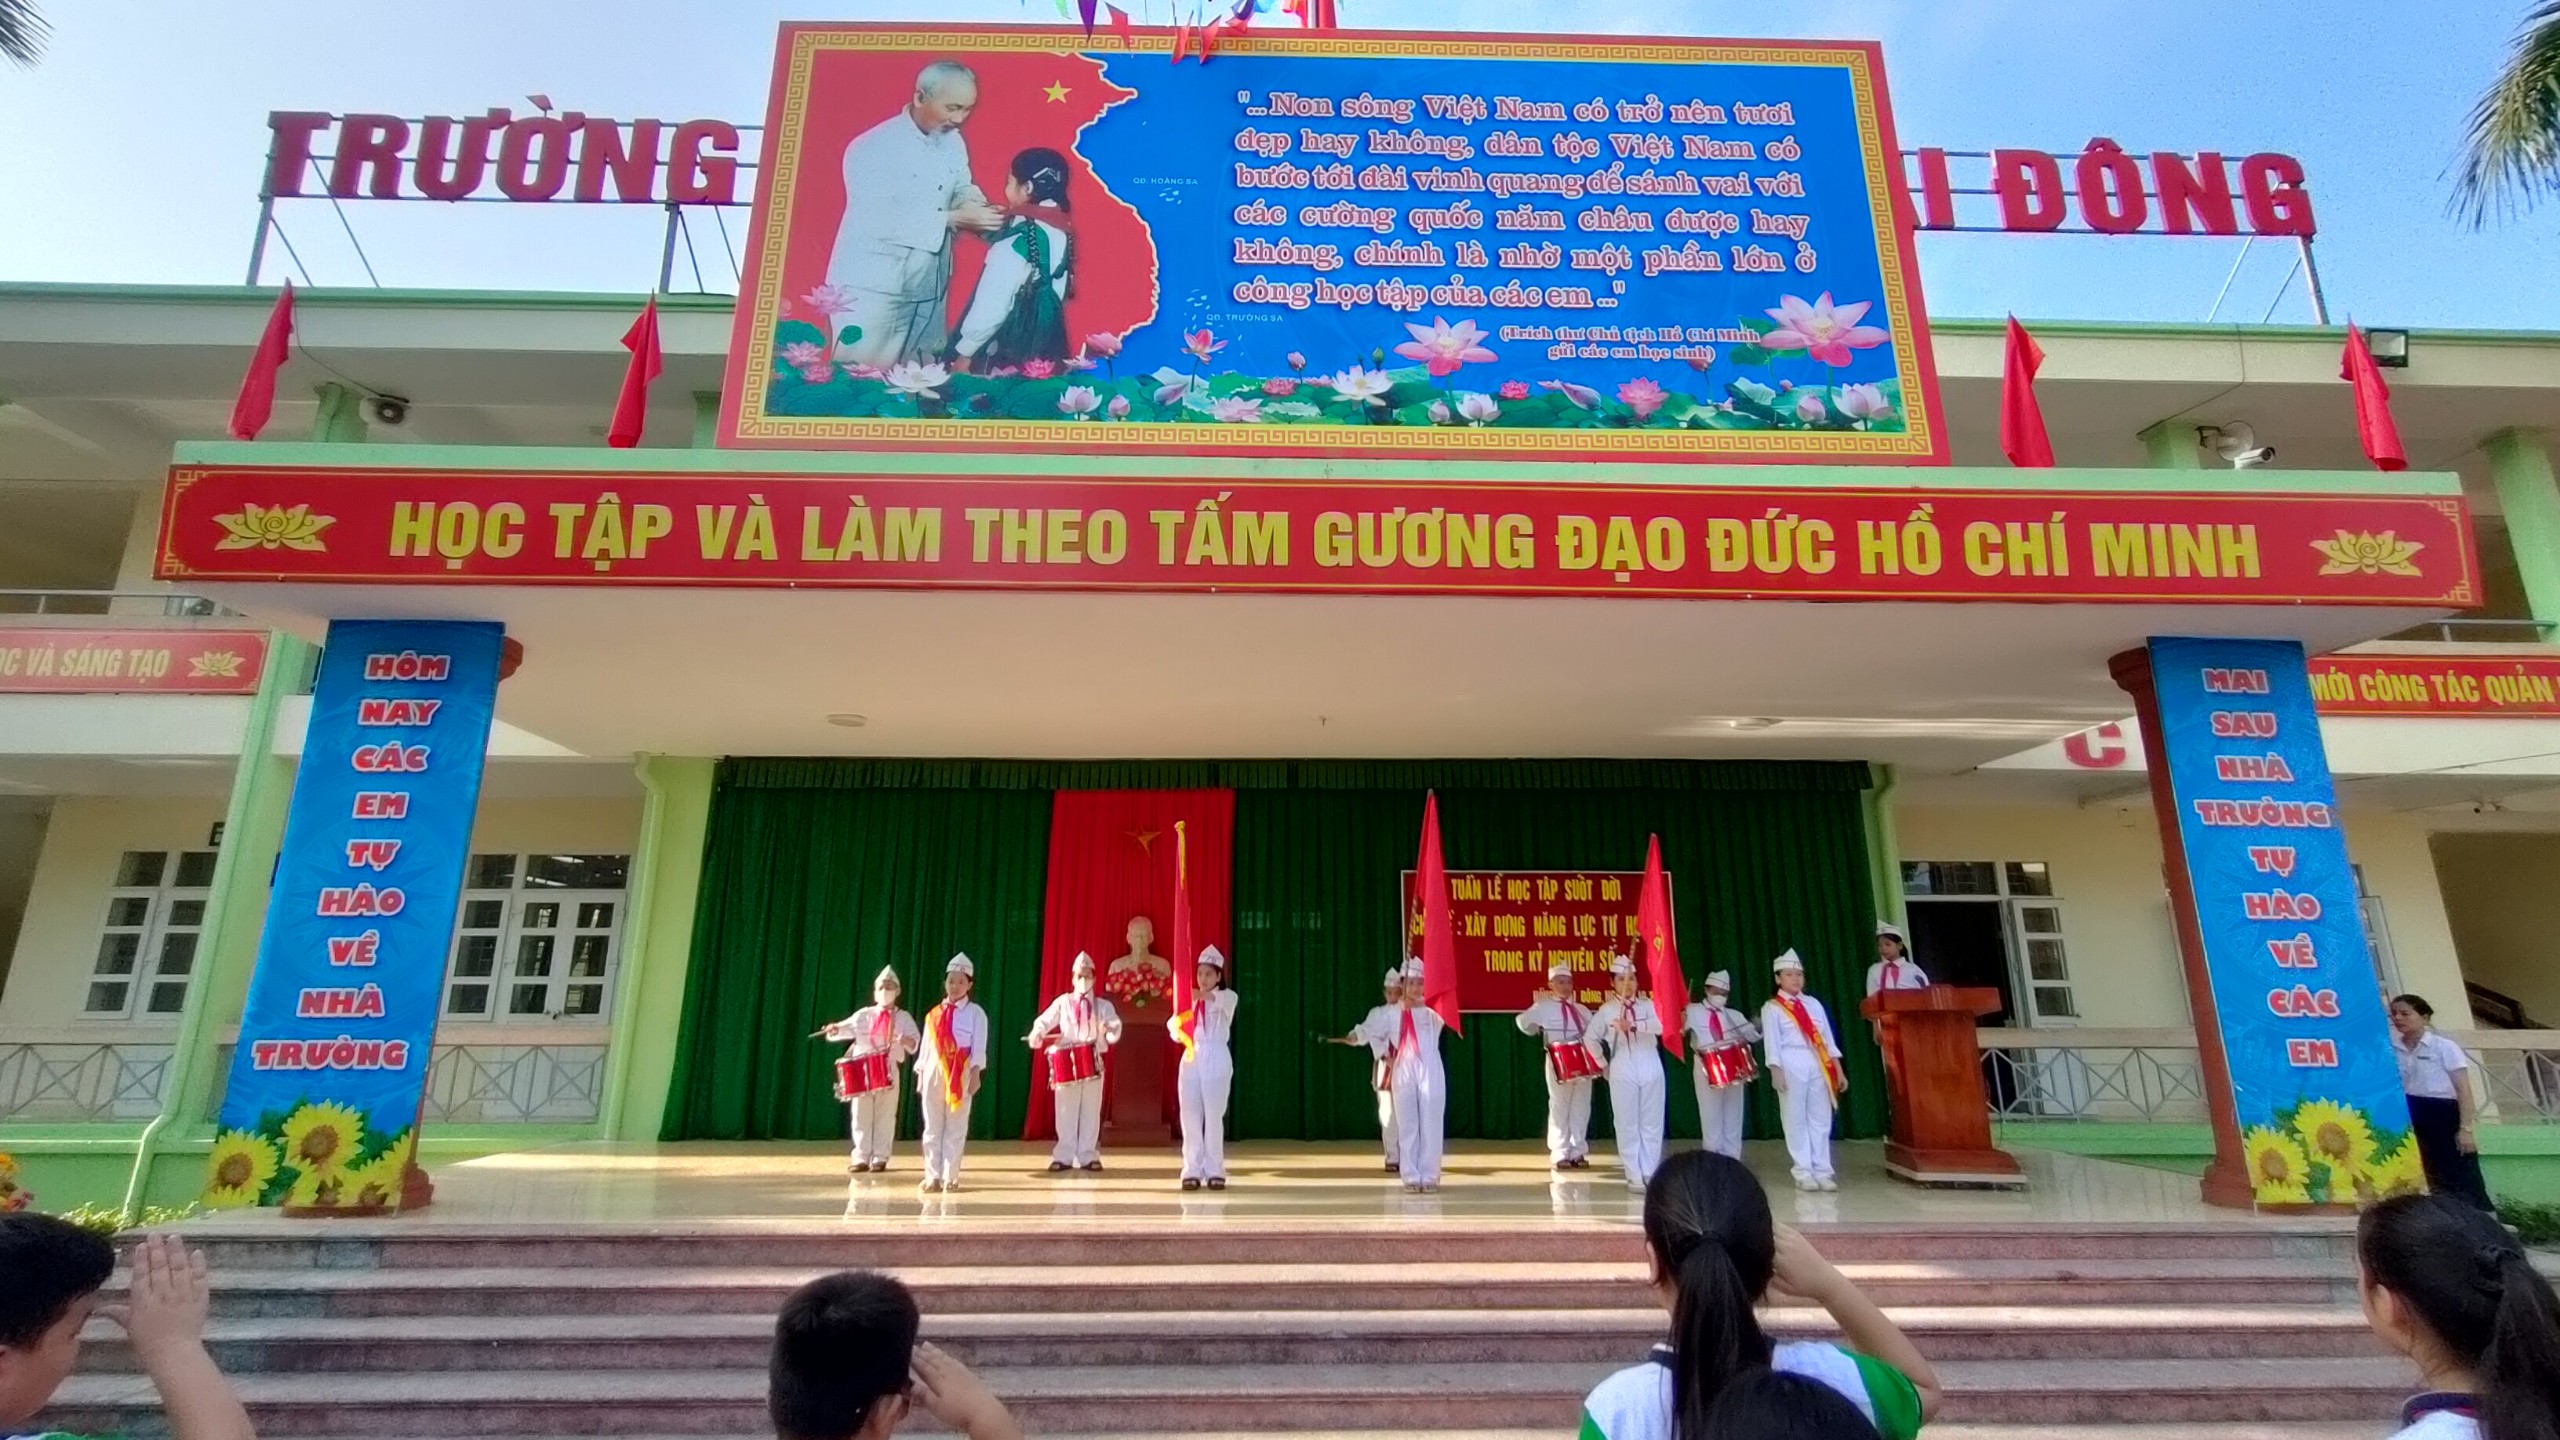 TRƯỜNG
ĐÔNG
"...Non sông Việt Nam có trở nên tươi
đẹp hay không, dân tộc Việt Nam có
bước tới đài vinh quang để sánh vai với
các cường quốc năm châu được hay
không, chính là nhờ một phần lớn ở
công học tập của các em ..."
(Trích thư Chủ tịch Hồ Chí Minh
gửi các em học sinh)
QĐ. HOÀNG SA
QĐ. TRƯỜNG SA
HỌC TẬP VÀ LÀM THEO TẤM GƯƠNG ĐẠO ĐỨC HỒ CHÍ MINH
VÀ SÁNG TẠO
MỚI CÔNG TÁC QUẢN
HÔM
NAY
CÁC
EM
TỰ
HÀO
VỀ
NHÀ
TRƯỜNG
MAI
SAU
NHÀ
TRƯỜNG
TỰ
HÀO
VỀ
CÁC
EM
C
TUẦN LỄ HỌC TẬP SUỐT ĐỜI
: XÂY DỰNG NĂNG LỰC TỰ
TRONG KỶ NGUYÊN SỐ
ĐÔNG,